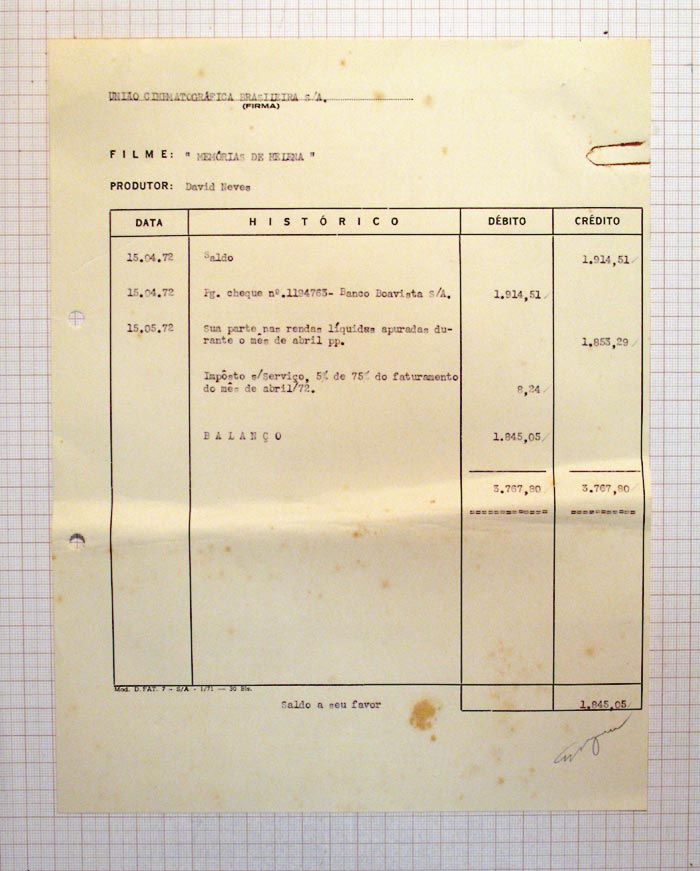 UNIÃO CINEMATOGRÁFICA BRASILEIRA S/A.
(FIRMA)
FILME: " MEMÓRIAS DE HELENA "
PRODUTOR: David Neves
DATA HISTÓRICO DÉBITO CRÉDITO
15.04.72 Saldo 1.914,51
15.04.72 Pg. cheque nº.1194763- Banco Boavista S/A. 1.914,51
15.05.72 Sua parte nas rendas líquidas apuradas du-
rante o mes de abril pp. 1.853,29
Impôsto s/Serviço, 5% de 75% do faturamento
do mês de abril/72. 8,24
BALANÇO 1.845,05
3.767,80 3.767,80
Mod. D. FAT. 7 - S/A - 1/71 — 30 Bls.
Saldo a seu favor 1.845,05